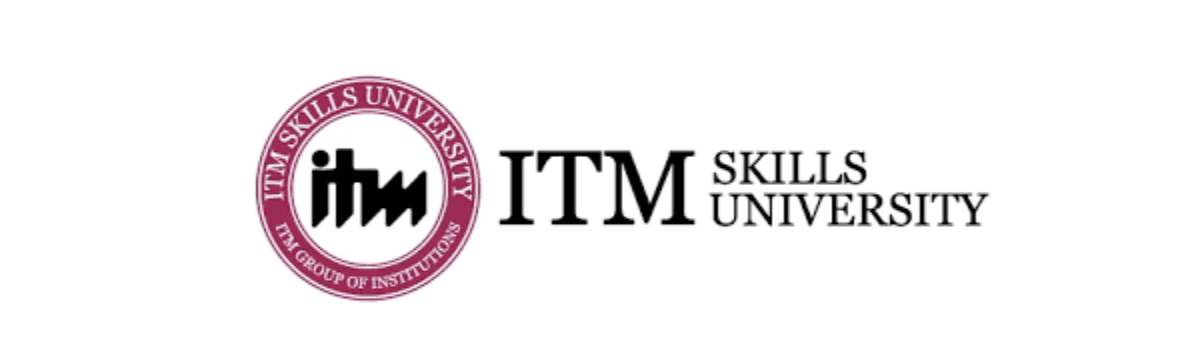 ITM SKILLS UNIVERSITY
itm
ITM GROUP OF INSTITUTIONS
ITM
SKILLS
UNIVERSITY